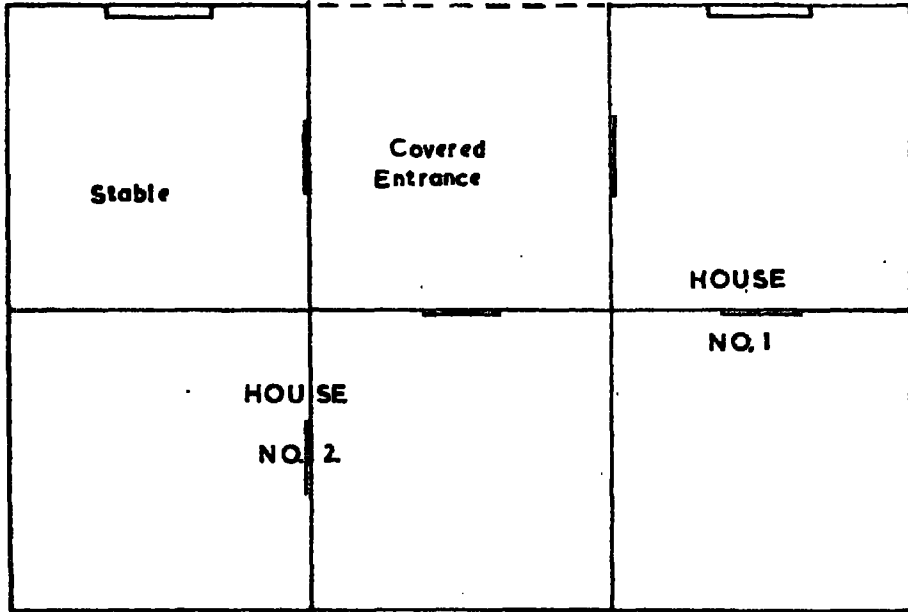 Covered
Entrance
Stable
HOUSE
NO. 1
HOUSE
NO. 2